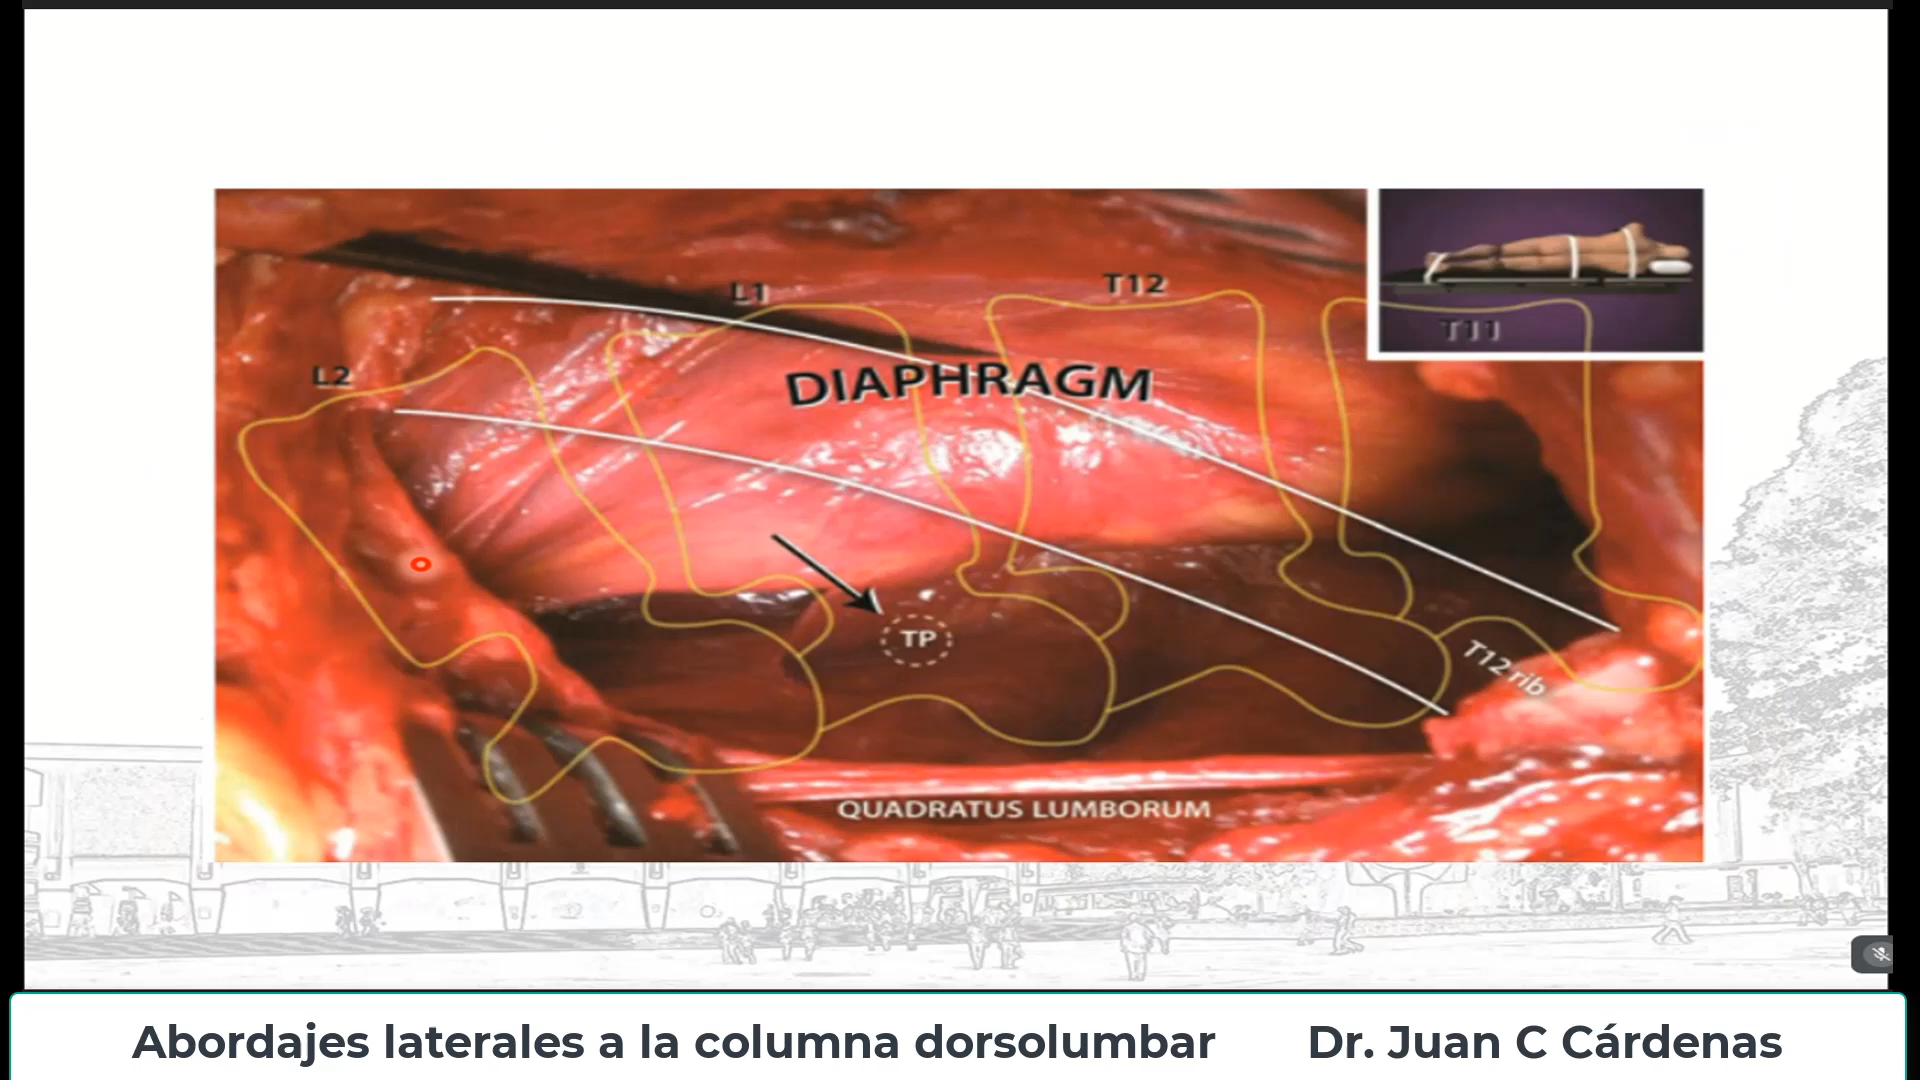 L1
T12
T11
L2
DIAPHRAGM
TP
T12 rib
QUADRATUS LUMBORUM
Abordajes laterales a la columna dorsolumbar
Dr. Juan C Cárdenas